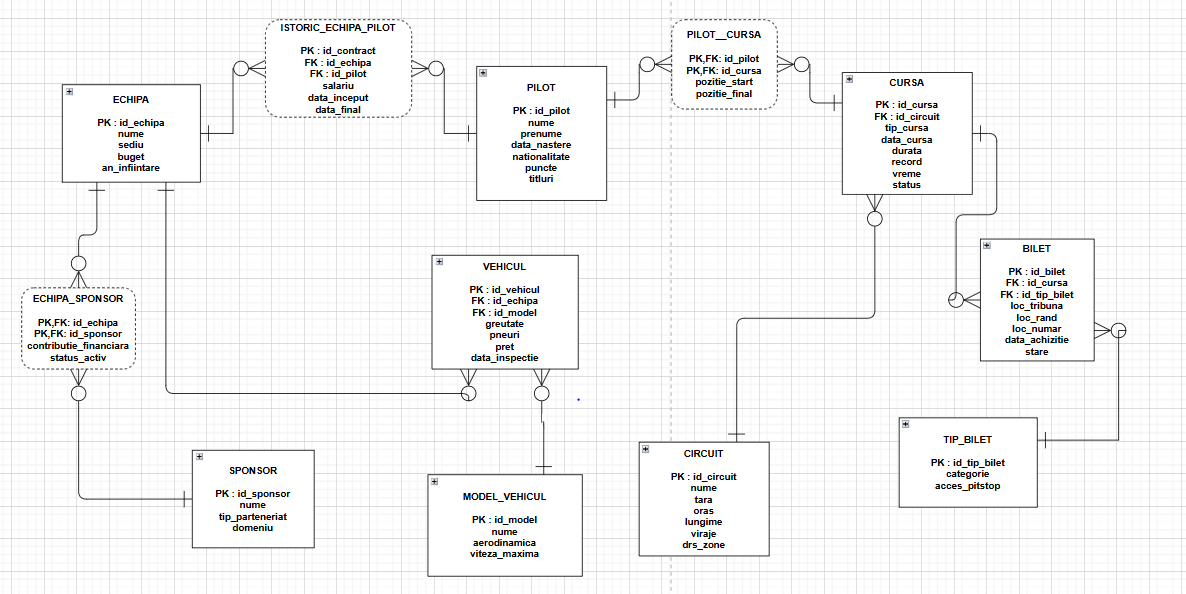 ISTORIC_ECHIPA_PILOT
PK : id_contract
FK : id_echipa
FK : id_pilot
salariu
data_inceput
data_final
PILOT__CURSA
PK,FK: id_pilot
PK,FK: id_cursa
pozitie_start
pozitie_final
ECHIPA
PK : id_echipa
nume
sediu
buget
an_infiintare
PILOT
PK : id_pilot
nume
prenume
data_nastere
nationalitate
puncte
titluri
CURSA
PK : id_cursa
FK : id_circuit
tip_cursa
data_cursa
durata
record
vreme
status
ECHIPA_SPONSOR
PK,FK: id_echipa
PK,FK: id_sponsor
contributie_financiara
status_activ
VEHICUL
PK : id_vehicul
FK : id_echipa
FK : id_model
greutate
pneuri
pret
data_inspectie
BILET
PK : id_bilet
FK : id_cursa
FK : id_tip_bilet
loc_tribuna
loc_rand
loc_numar
data_achizitie
stare
SPONSOR
PK : id_sponsor
nume
tip_parteneriat
domeniu
MODEL_VEHICUL
PK : id_model
nume
aerodinamica
viteza_maxima
CIRCUIT
PK : id_circuit
nume
tara
oras
lungime
viraje
drs_zone
TIP_BILET
PK : id_tip_bilet
categorie
acces_pitstop